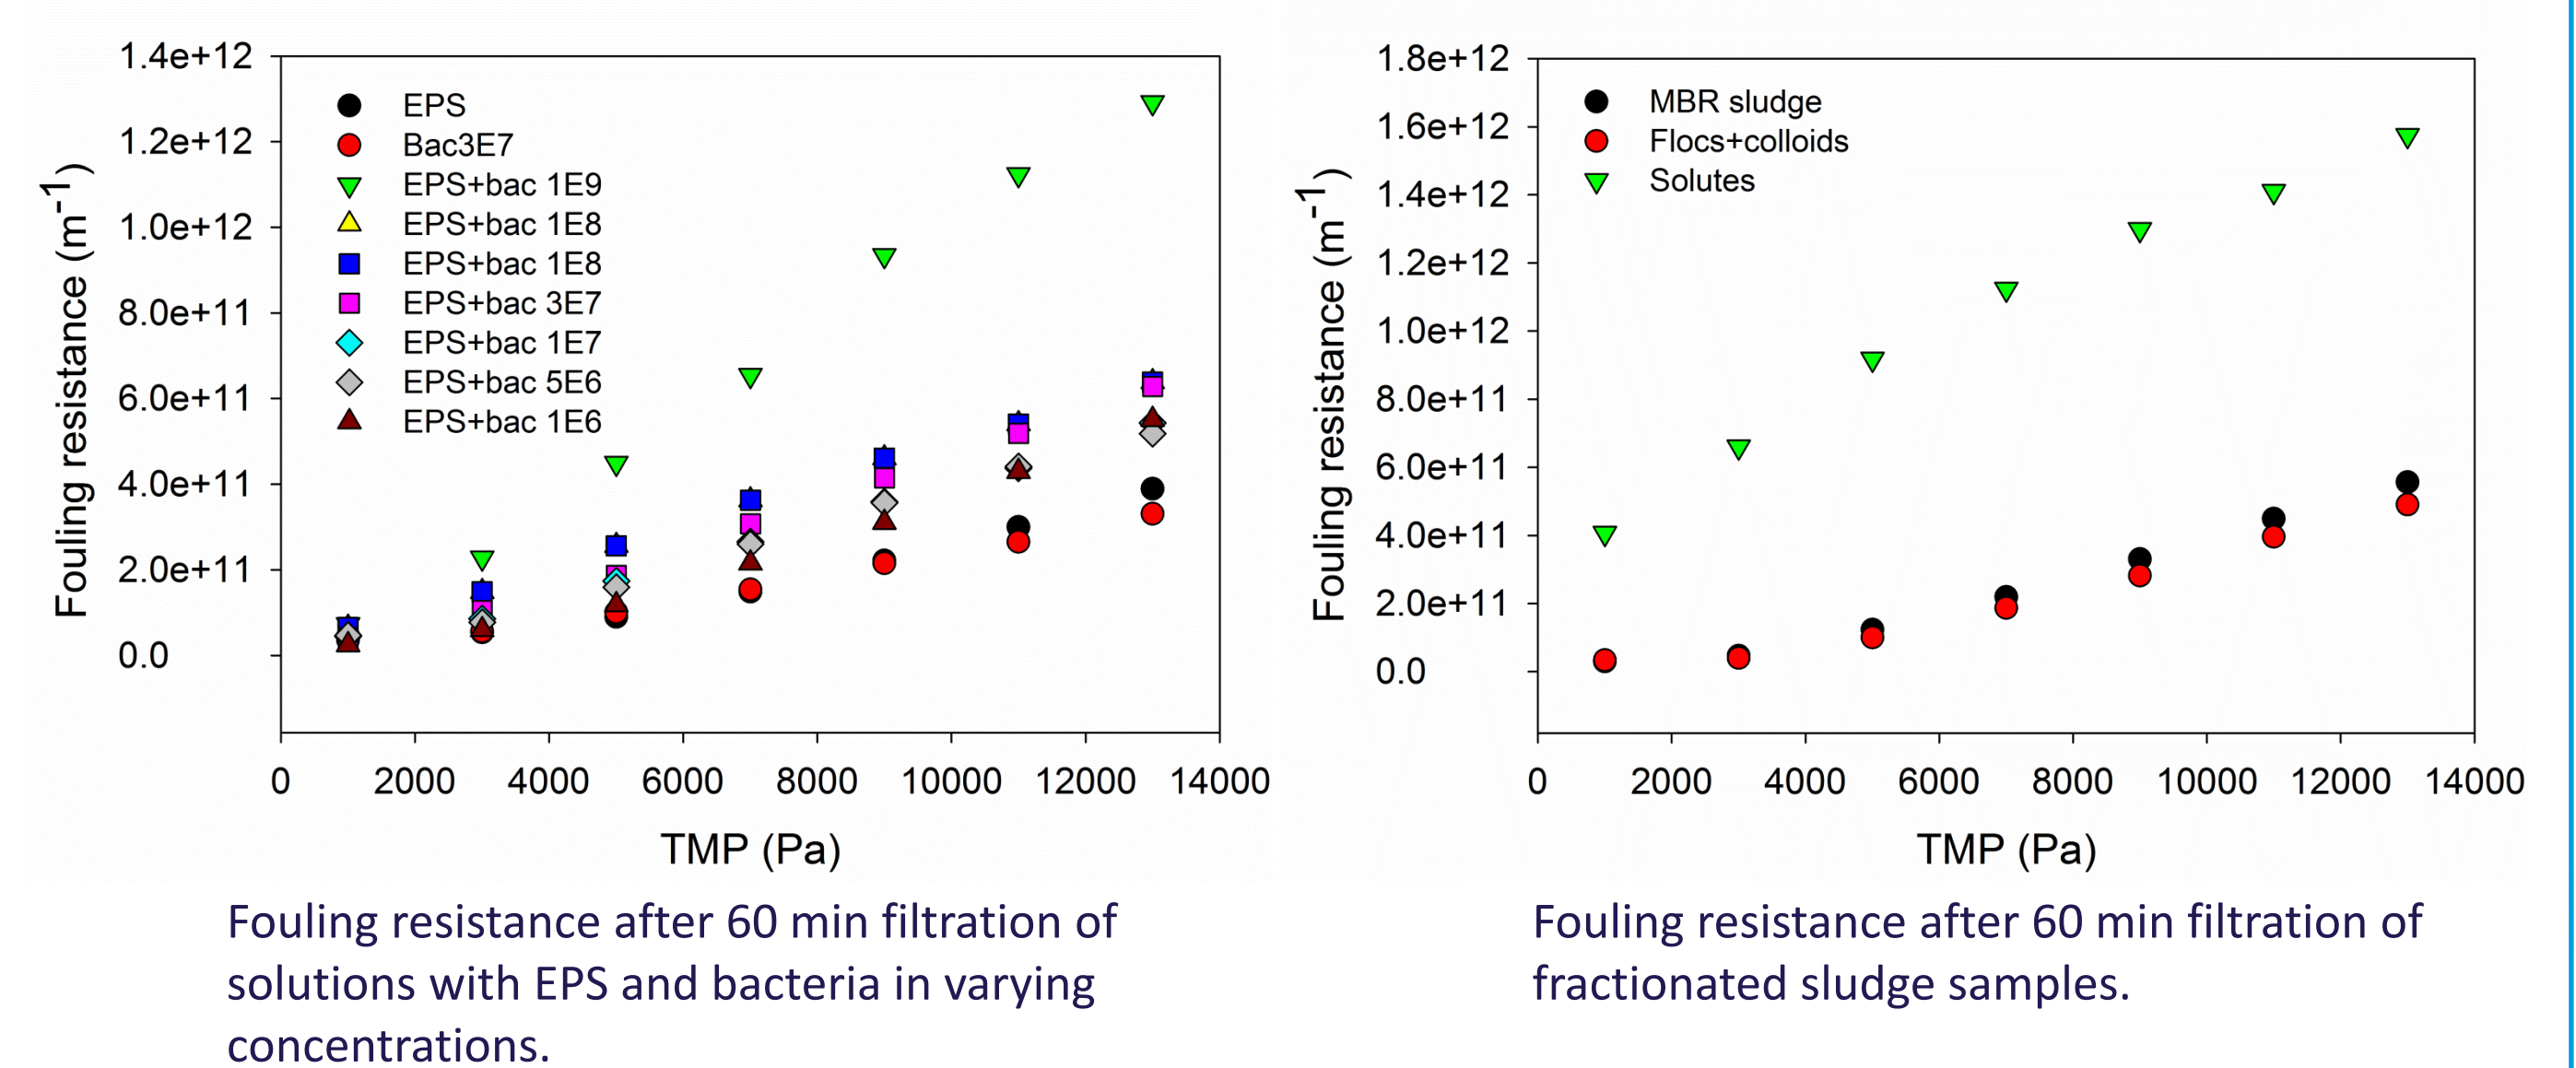 1.4e+12
1.2e+12
1.0e+12
8.0e+11
6.0e+11
4.0e+11
2.0e+11
0.0
Fouling resistance (m-1)
EPS
Bac3E7
EPS+bac 1E9
EPS+bac 1E8
EPS+bac 1E8
EPS+bac 3E7
EPS+bac 1E7
EPS+bac 5E6
EPS+bac 1E6
0 2000 4000 6000 8000 10000 12000 14000
TMP (Pa)
Fouling resistance after 60 min filtration of
solutions with EPS and bacteria in varying
concentrations.
1.8e+12
1.6e+12
1.4e+12
1.2e+12
1.0e+12
8.0e+11
6.0e+11
4.0e+11
2.0e+11
0.0
Fouling resistance (m-1)
MBR sludge
Flocs+colloids
Solutes
0 2000 4000 6000 8000 10000 12000 14000
TMP (Pa)
Fouling resistance after 60 min filtration of
fractionated sludge samples.